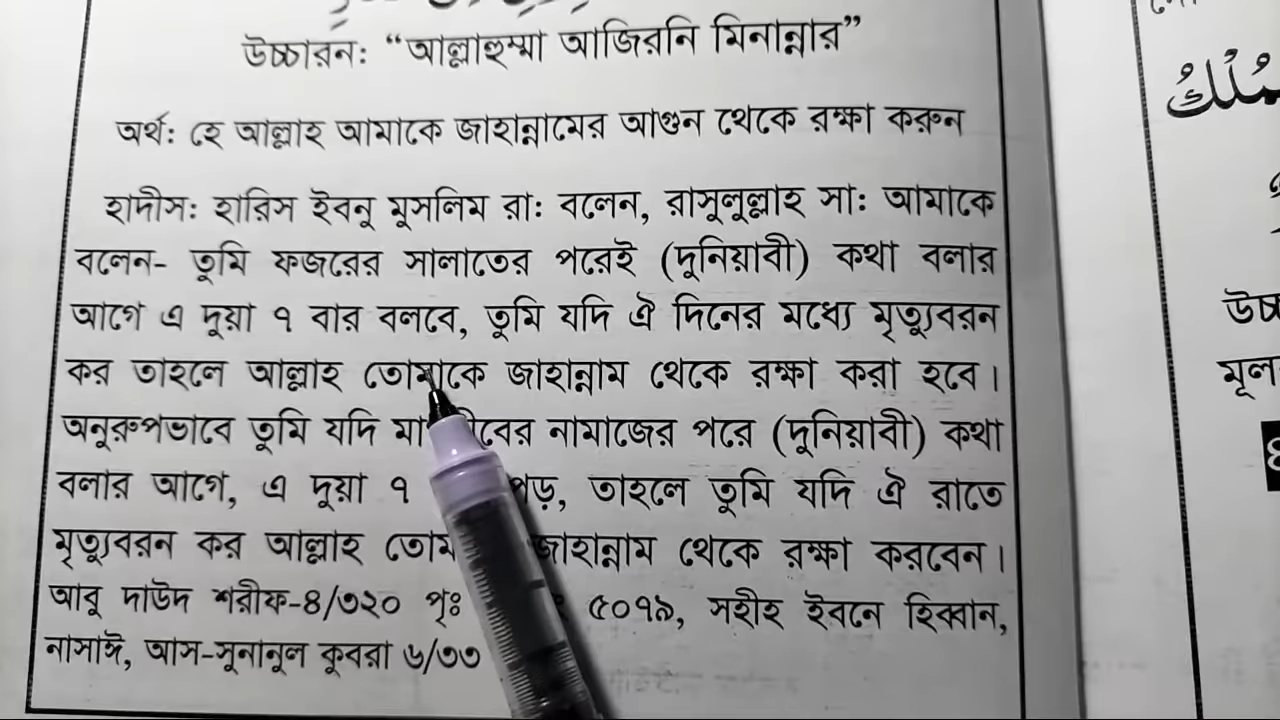 উচ্চারন: “আল্লাহুম্মা আজিরনি মিনান্নার”
অর্থ: হে আল্লাহ আমাকে জাহান্নামের আগুন থেকে রক্ষা করুন
হাদীস: হারিস ইবনু মুসলিম রা: বলেন, রাসুলুল্লাহ সা: আমাকে
বলেন- তুমি ফজরের সালাতের পরেই (দুনিয়াবী) কথা বলার
আগে এ দুয়া ৭ বার বলবে, তুমি যদি ঐ দিনের মধ্যে মৃত্যুবরন
কর তাহলে আল্লাহ তোমাকে জাহান্নাম থেকে রক্ষা করা হবে।
অনুরুপভাবে তুমি যদি নামাজের পরে (দুনিয়াবী) কথা
বলার আগে, এ দুয়া ৭ তাহলে তুমি যদি ঐ রাতে
মৃত্যুবরন কর আল্লাহ জাহান্নাম থেকে রক্ষা করবেন।
আবু দাউদ শরীফ-৪/৩২০ পৃঃ ৫০৭৯, সহীহ ইবনে হিব্বান,
নাসাঈ, আস-সুনানুল কুবরা ৬/৩৩